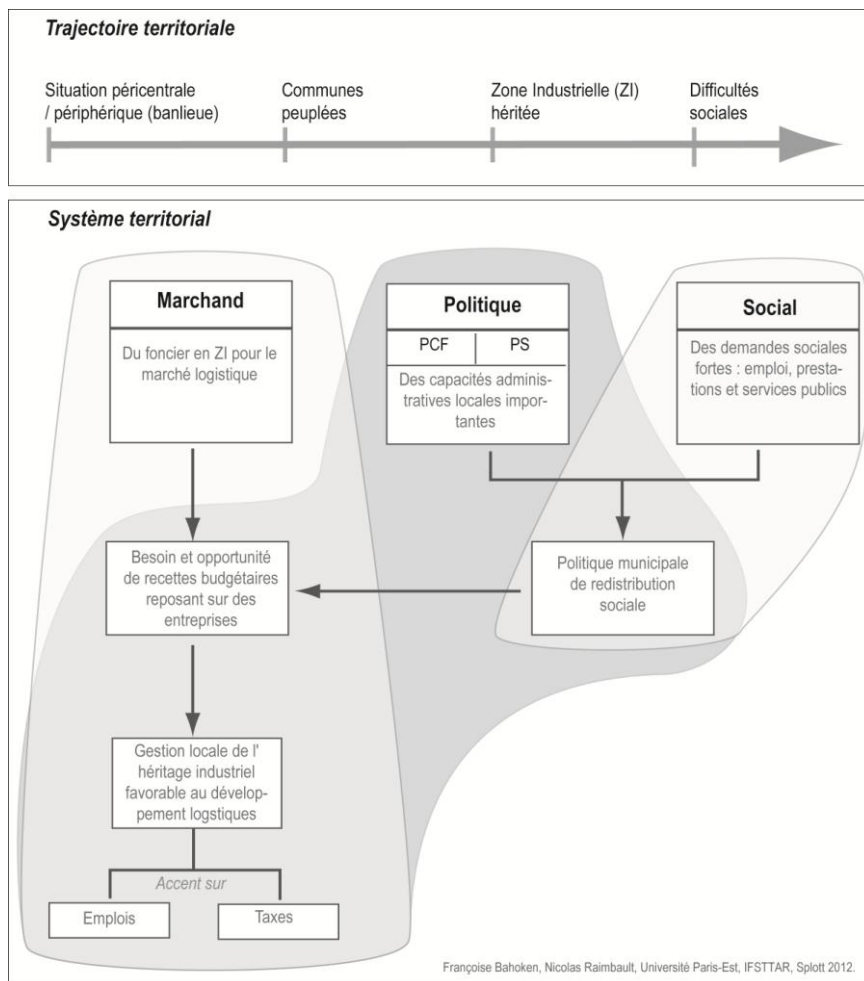 Trajectoire territoriale
Situation péricentrale
/ périphérique (banlieue)
Communes
peuplées
Zone Industrielle (ZI)
héritée
Difficultés
sociales
Système territorial
Marchand
Du foncier en ZI pour le
marché logistique
Politique
PCF
PS
Des capacités adminis-
tratives locales impor-
tantes
Social
Des demandes sociales
fortes : emploi, presta-
tions et services publics
Besoin et opportunité
de recettes budgétaires
reposant sur des
entreprises
Politique municipale
de redistribution
sociale
Gestion locale de l'
héritage industriel
favorable au dévelop-
pement logstiques
Accent sur
Emplois
Taxes
Françoise Bahoken, Nicolas Raimbault, Université Paris-Est, IFSTTAR, Splott 2012.